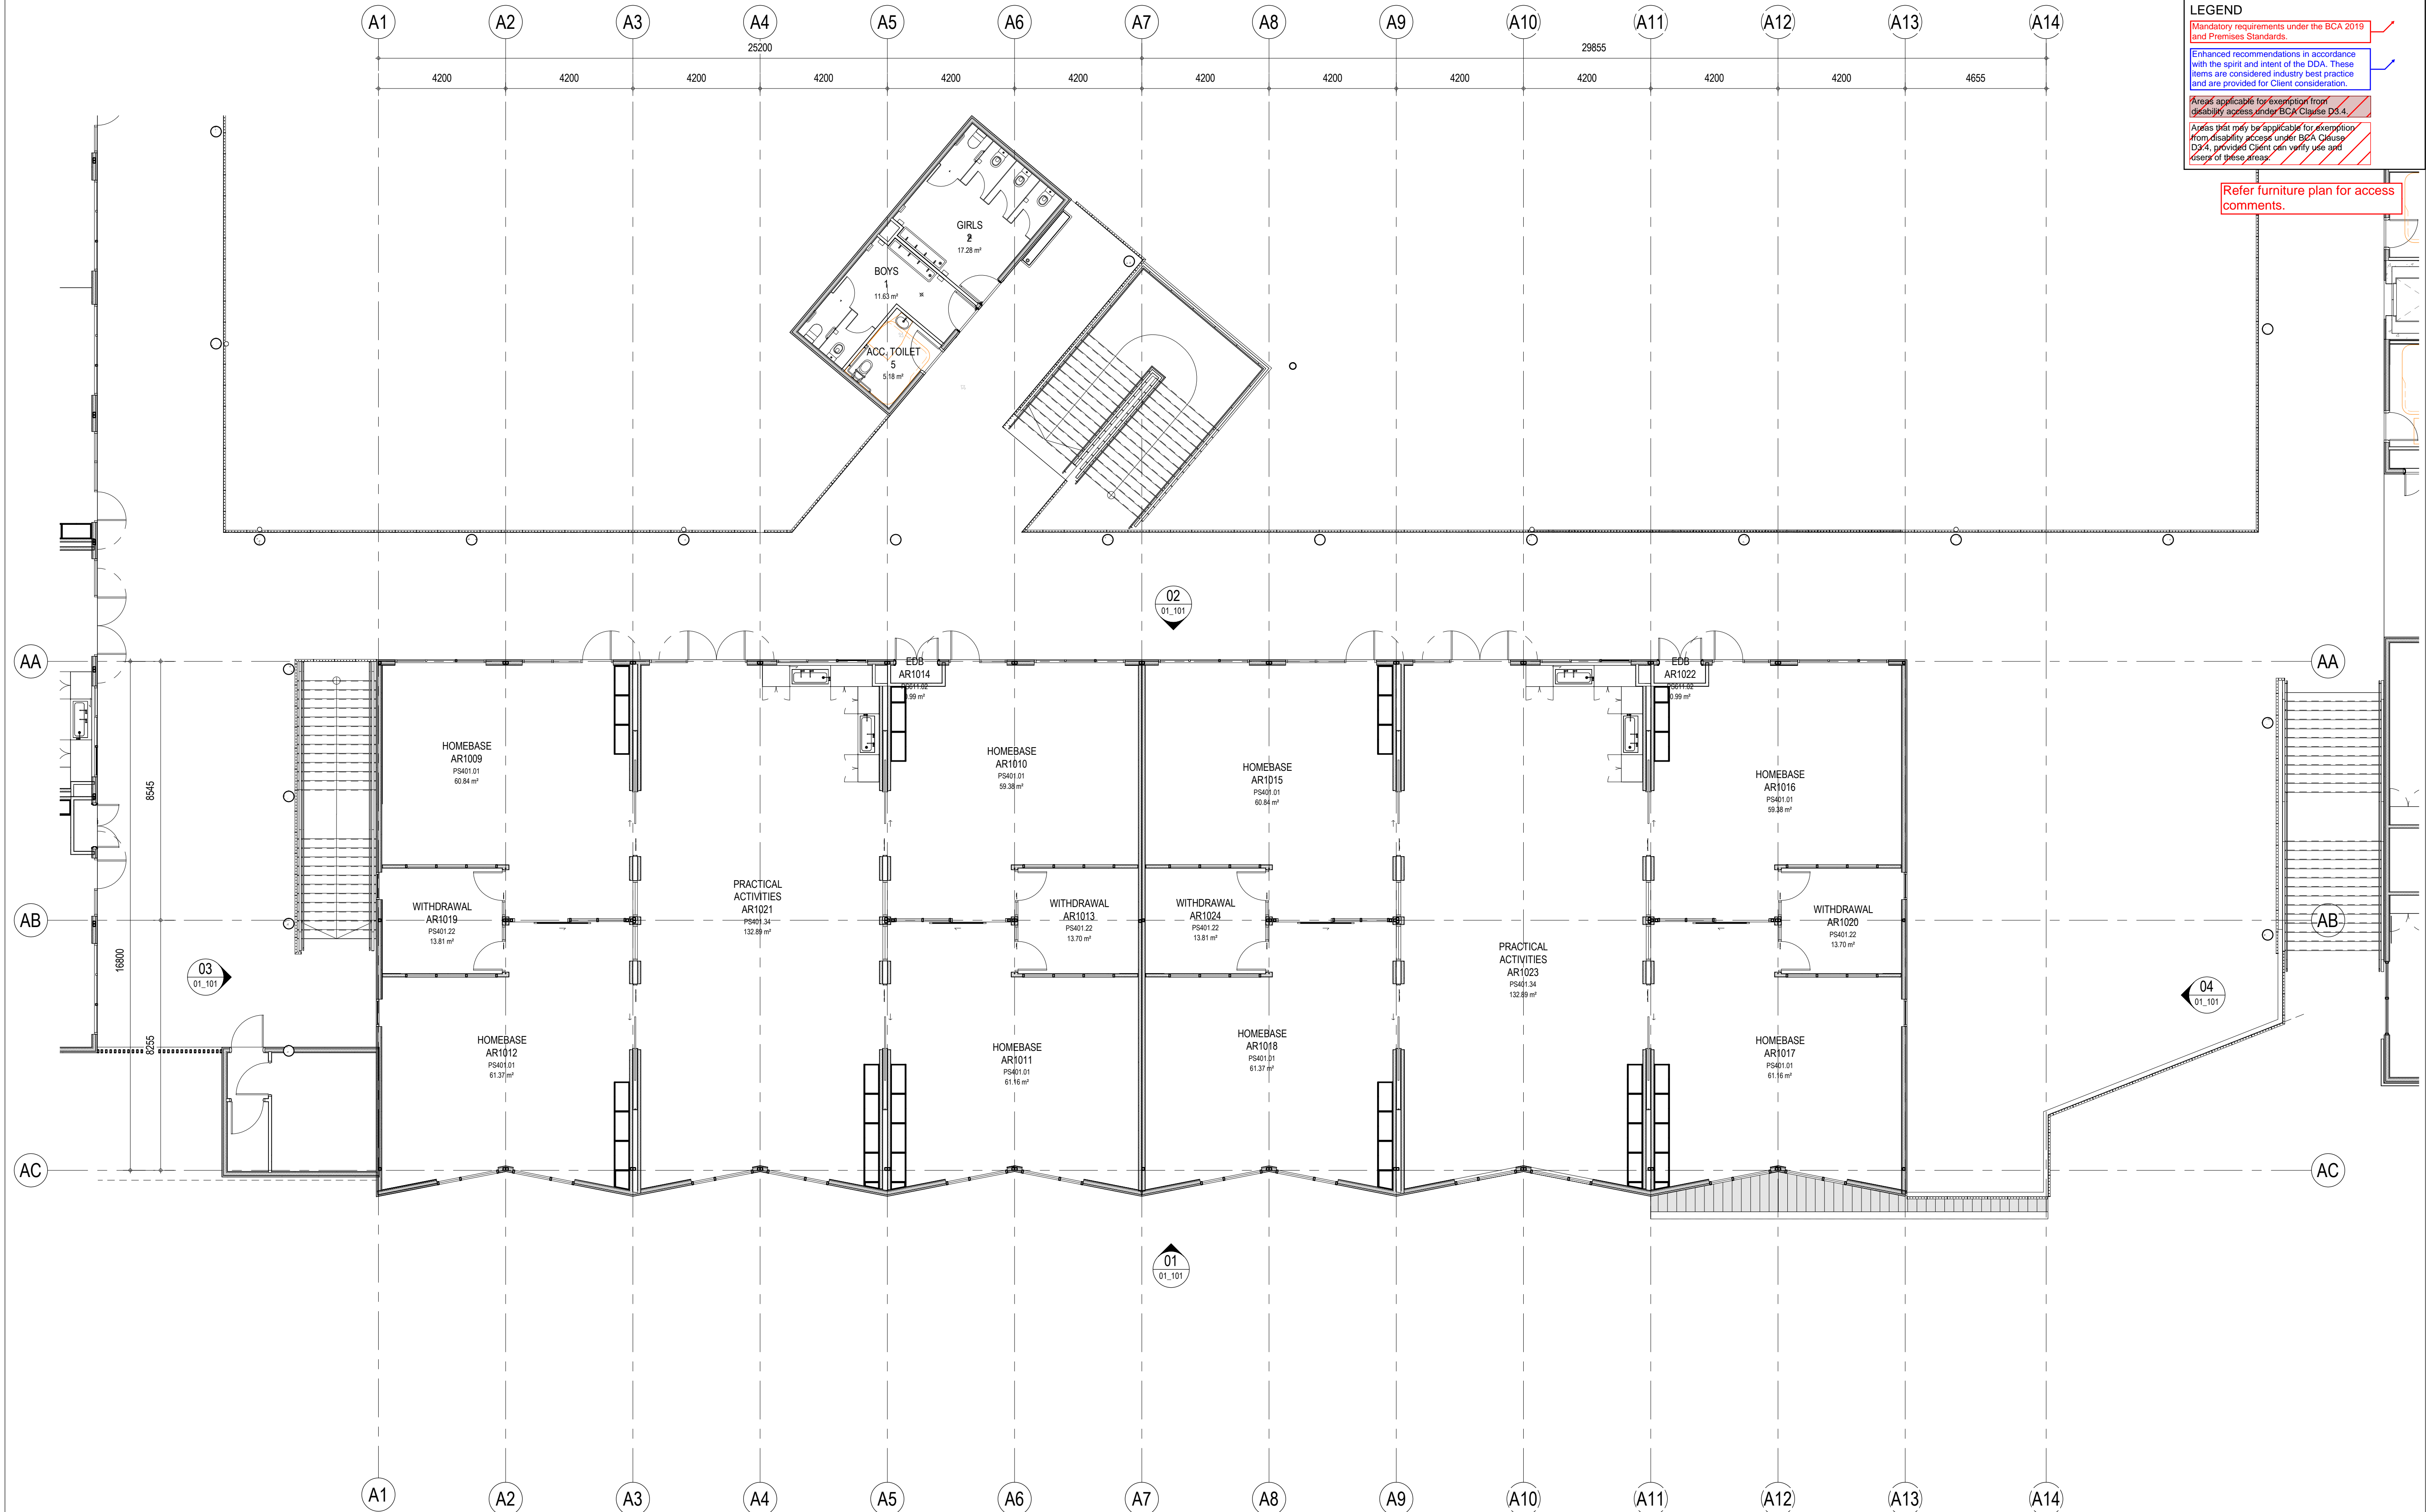 A1 A2 A3 A4 A5 A6 A7 A8 A9 A10 A11 A12 A13 A14
25200 29855
4200 4200 4200 4200 4200 4200 4200 4200 4200 4200 4200 4200 4655
LEGEND
Mandatory requirements under the BCA 2019
and Premises Standards.
Enhanced recommendations in accordance
with the spirit and intent of the DDA. These
items are considered industry best practice
and are provided for Client consideration.
Areas applicable for exemption from
disability access under BCA Clause D3.4.
Areas that may be applicable for exemption
from disability access under BCA Clause
D3.4, provided Client can verify use and
users of these areas.
Refer furniture plan for access
comments.
GIRLS
2
17.28 m²
BOYS
1
11.63 m²
ACC. TOILET
5
5.18 m²
02
01_101
AA
AA
EDB
AR1014
PS611.02
0.99 m²
EDB
AR1022
PS611.02
0.99 m²
HOMEBASE
AR1009
PS401.01
60.84 m²
HOMEBASE
AR1010
PS401.01
59.38 m²
HOMEBASE
AR1015
PS401.01
60.84 m²
HOMEBASE
AR1016
PS401.01
59.38 m²
8545
16800
8255
AB
AB
WITHDRAWAL
AR1019
PS401.22
13.81 m²
PRACTICAL
ACTIVITIES
AR1021
PS401.34
132.89 m²
WITHDRAWAL
AR1013
PS401.22
13.70 m²
WITHDRAWAL
AR1024
PS401.22
13.81 m²
PRACTICAL
ACTIVITIES
AR1023
PS401.34
132.89 m²
WITHDRAWAL
AR1020
PS401.22
13.70 m²
03
01_101
04
01_101
HOMEBASE
AR1012
PS401.01
61.37 m²
HOMEBASE
AR1011
PS401.01
61.16 m²
HOMEBASE
AR1018
PS401.01
61.37 m²
HOMEBASE
AR1017
PS401.01
61.16 m²
AC
AC
01
01_101
A1 A2 A3 A4 A5 A6 A7 A8 A9 A10 A11 A12 A13 A14